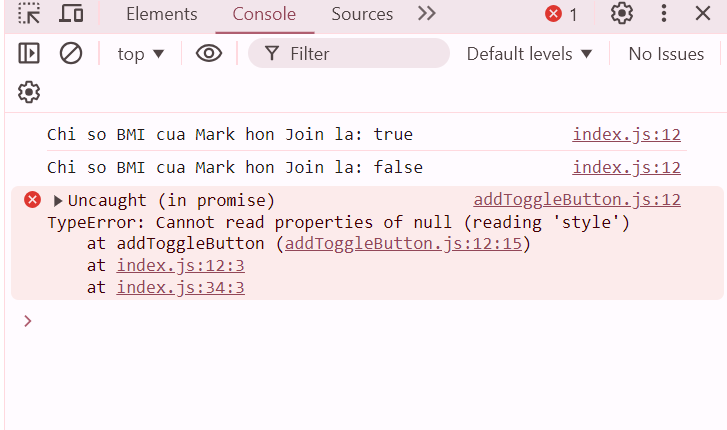 Elements Console Sources 1
top Filter Default levels No Issues
Chi so BMI cua Mark hon Join la: true index.js:12
Chi so BMI cua Mark hon Join la: false index.js:12
Uncaught (in promise) addToggleButton.js:12
TypeError: Cannot read properties of null (reading 'style')
at addToggleButton (addToggleButton.js:12:15)
at index.js:12:3
at index.js:34:3